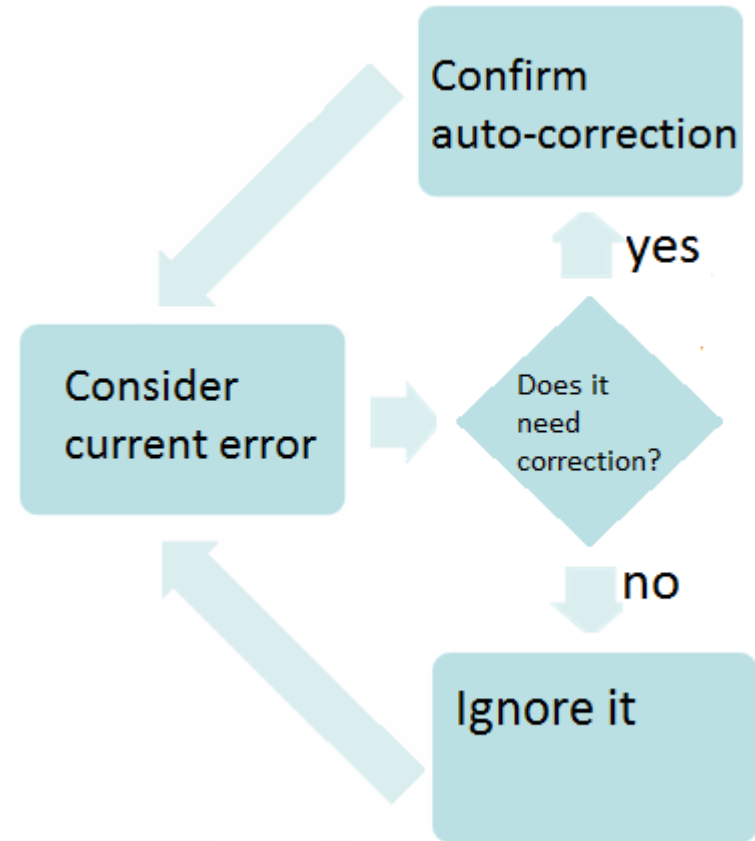 Confirm
auto-correction
yes
Consider
current error
Does it
need
correction?
no
Ignore it